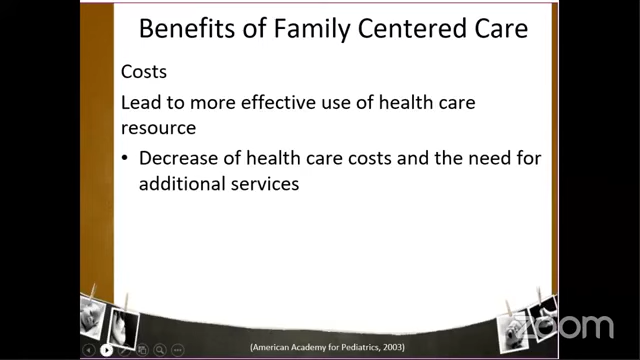 Benefits of Family Centered Care
Costs
Lead to more effective use of health care
resource
• Decrease of health care costs and the need for
additional services
(American Academy for Pediatrics, 2003)
zoom